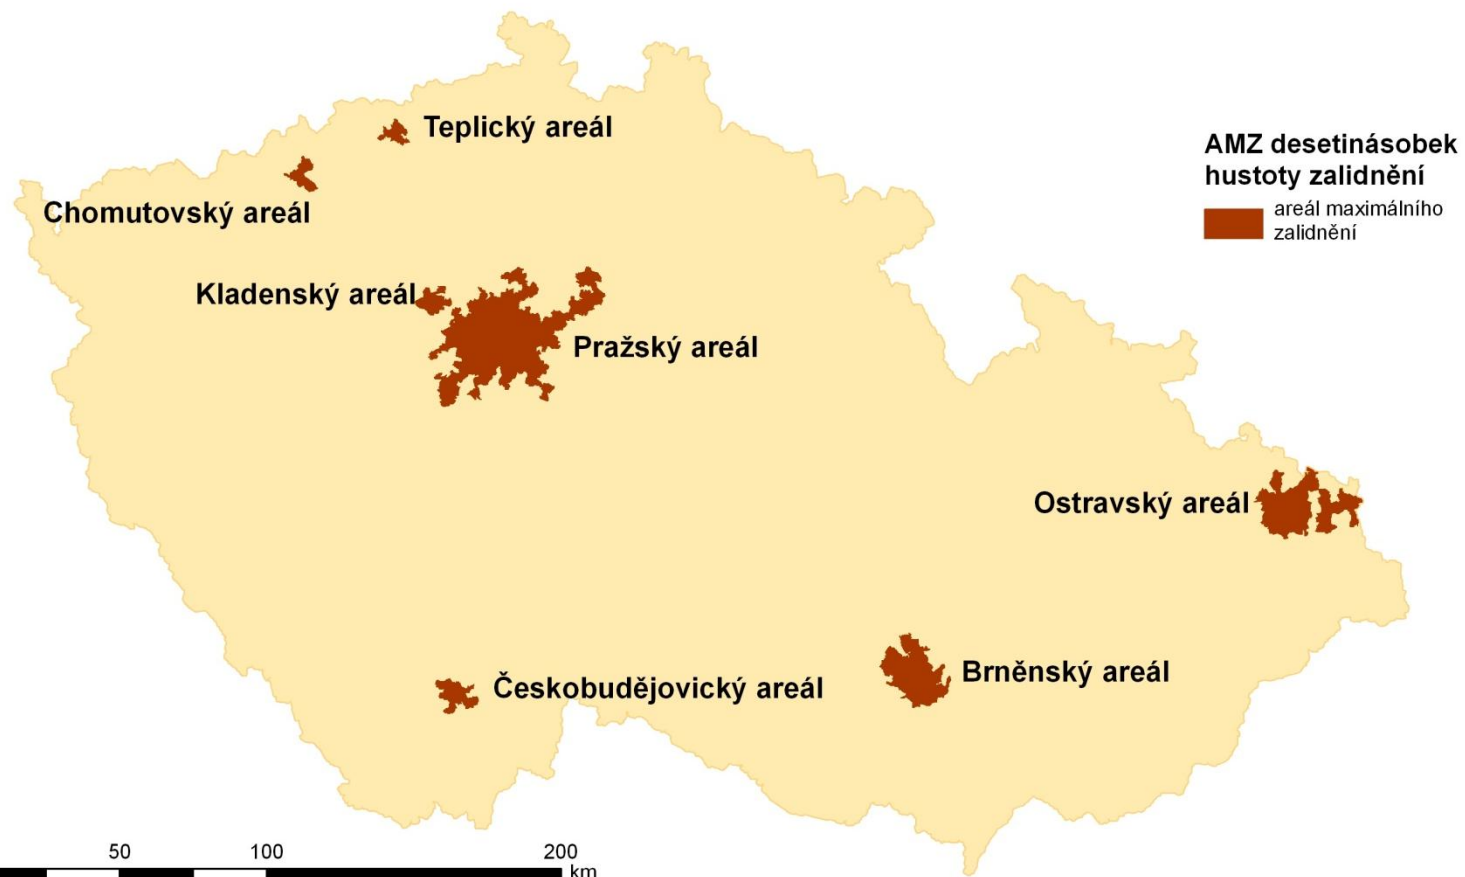 Teplický areál
AMZ desetinásobek
hustoty zalidnění
areál maximálního
zalidnění
Chomutovský areál
Kladenský areál
Pražský areál
Ostravský areál
Brněnský areál
Českobudějovický areál
50 100 200
km